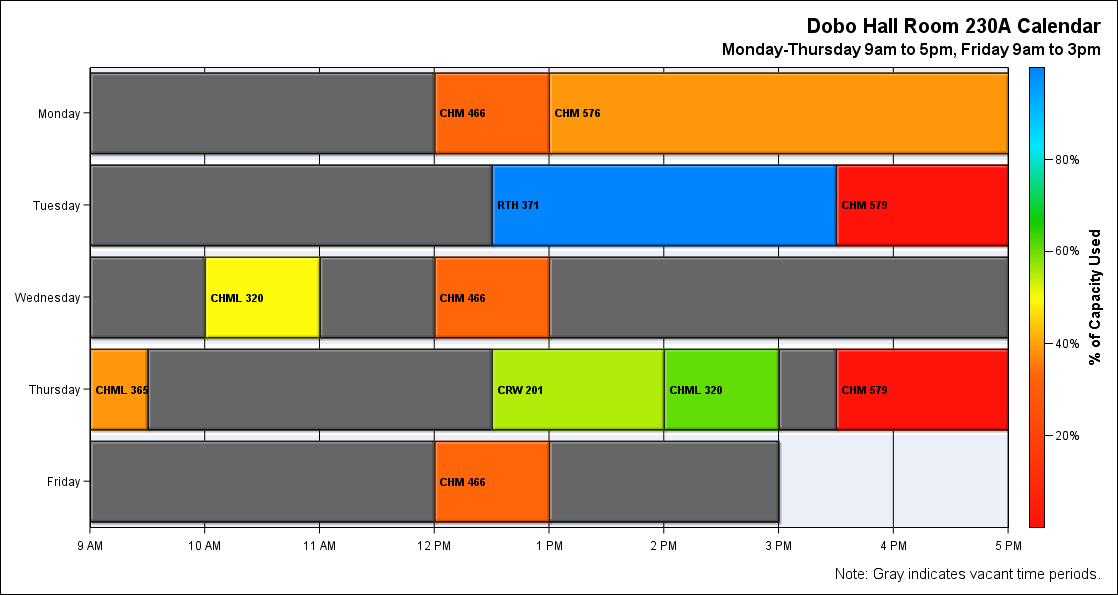 Dobo Hall Room 230A Calendar
Monday-Thursday 9am to 5pm, Friday 9am to 3pm
Monday
CHM 466
CHM 576
Tuesday
RTH 371
CHM 579
Wednesday
CHML 320
CHM 466
Thursday
CHML 365
CRW 201
CHML 320
CHM 579
Friday
CHM 466
9 AM
10 AM
11 AM
12 PM
1 PM
2 PM
3 PM
4 PM
5 PM
80%
60%
40%
20%
% of Capacity Used
Note: Gray indicates vacant time periods.